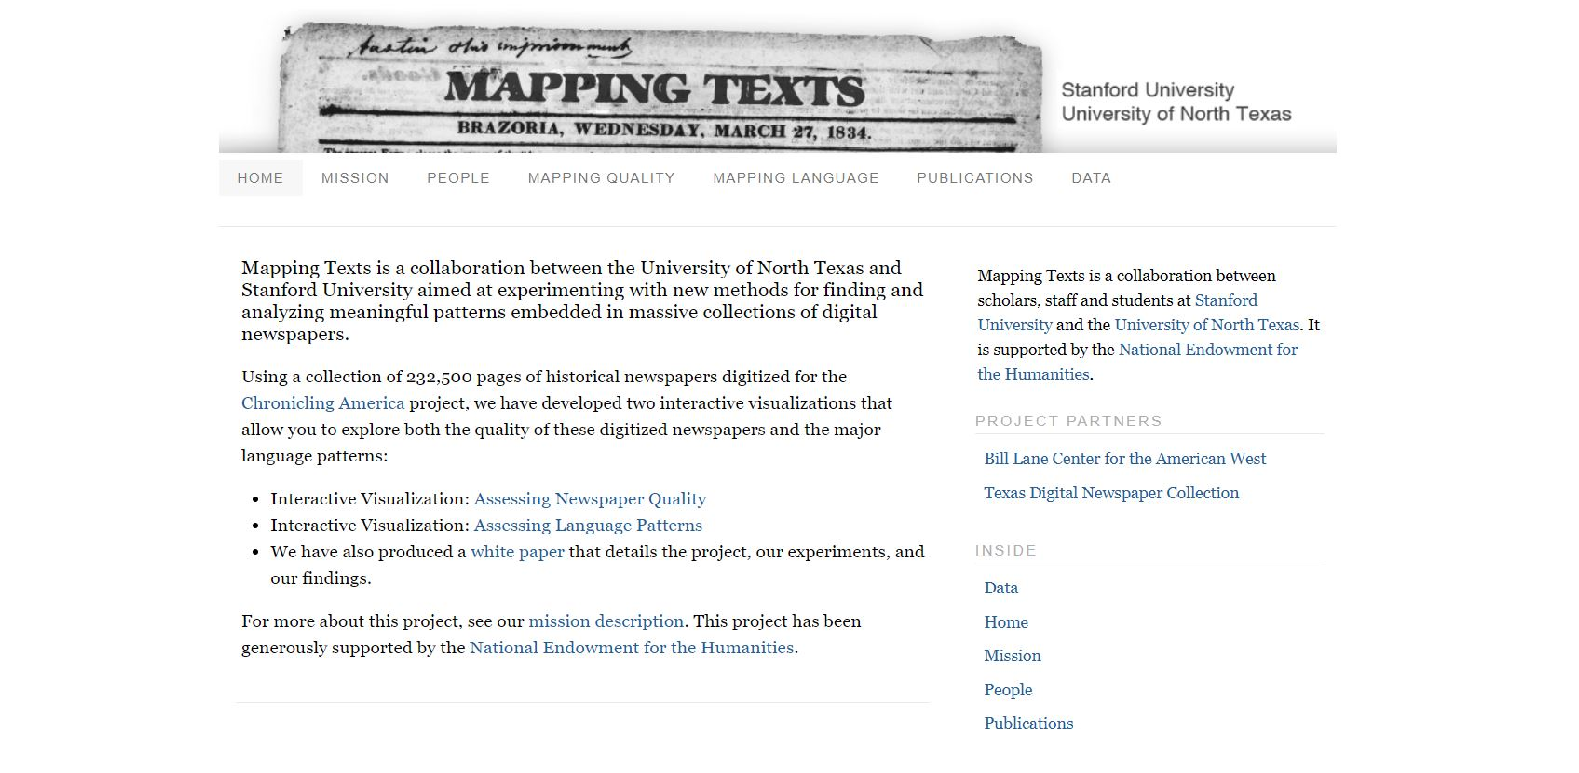 MAPPING TEXTS
BRAZORIA, WEDNESDAY, MARCH 27, 1834.
Stanford University
University of North Texas
HOME MISSION PEOPLE MAPPING QUALITY MAPPING LANGUAGE PUBLICATIONS DATA
Mapping Texts is a collaboration between the University of North Texas and
Stanford University aimed at experimenting with new methods for finding and
analyzing meaningful patterns embedded in massive collections of digital
newspapers.
Using a collection of 232,500 pages of historical newspapers digitized for the
Chronicling America project, we have developed two interactive visualizations that
allow you to explore both the quality of these digitized newspapers and the major
language patterns:
• Interactive Visualization: Assessing Newspaper Quality
• Interactive Visualization: Assessing Language Patterns
• We have also produced a white paper that details the project, our experiments, and
our findings.
For more about this project, see our mission description. This project has been
generously supported by the National Endowment for the Humanities.
Mapping Texts is a collaboration between
scholars, staff and students at Stanford
University and the University of North Texas. It
is supported by the National Endowment for
the Humanities.
PROJECT PARTNERS
Bill Lane Center for the American West
Texas Digital Newspaper Collection
INSIDE
Data
Home
Mission
People
Publications